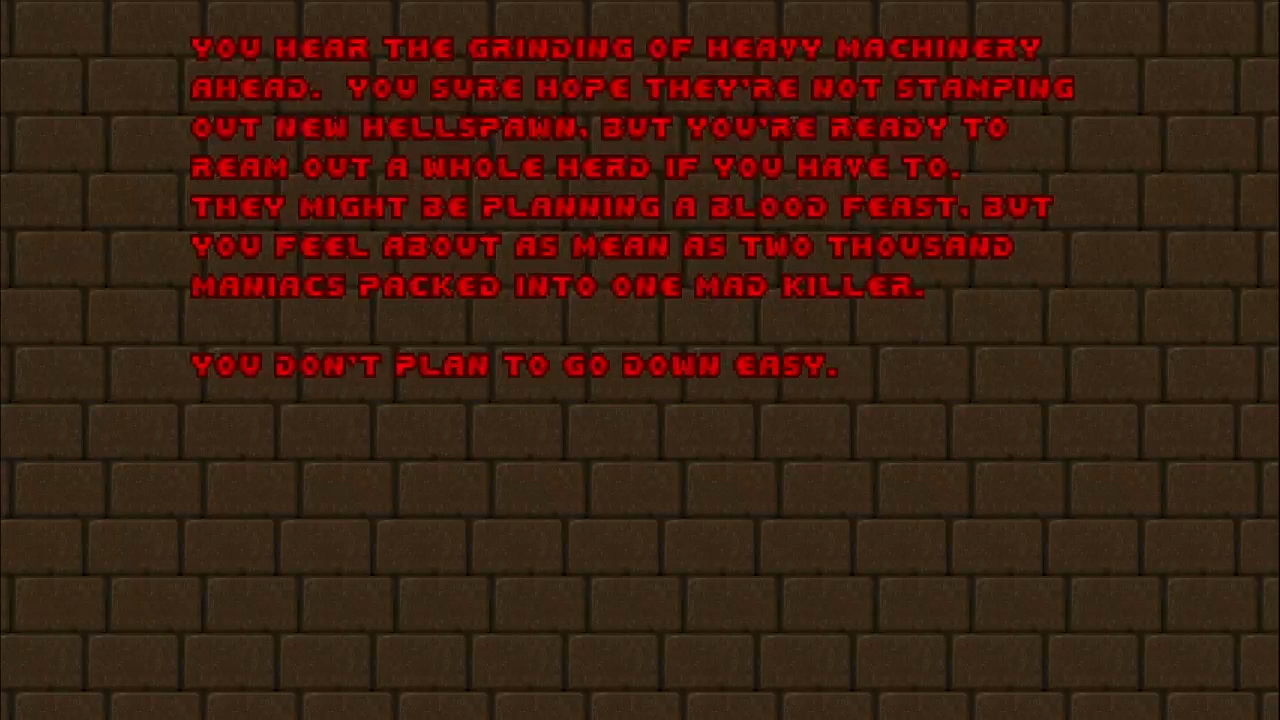 YOU HEAR THE GRINDING OF HEAVY MACHINERY
AHEAD.  YOU SURE HOPE THEY'RE NOT STAMPING
OUT NEW HELLSPAWN, BUT YOU'RE READY TO
REAM OUT A WHOLE HERD IF YOU HAVE TO.
THEY MIGHT BE PLANNING A BLOOD FEAST, BUT
YOU FEEL ABOUT AS MEAN AS TWO THOUSAND
MANIACS PACKED INTO ONE MAD KILLER.
YOU DON'T PLAN TO GO DOWN EASY.